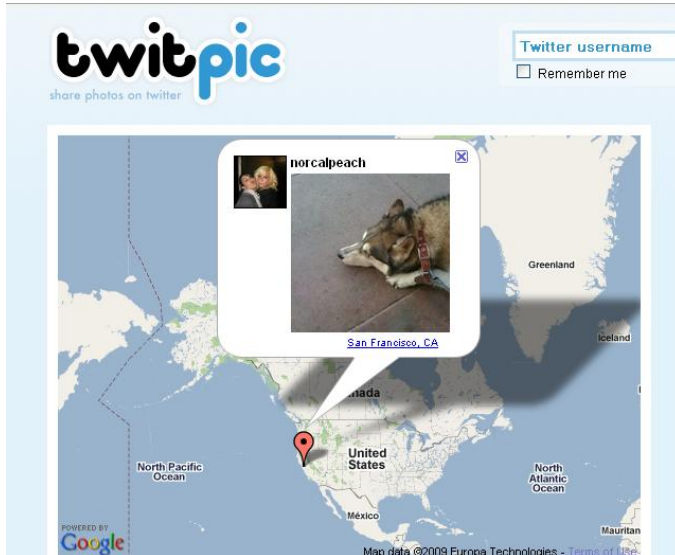 twitpic
share photos on twitter
Twitter username
Remember me
norcalpeach
San Francisco, CA
Greenland
Iceland
United
States
North Pacific
Ocean
North
Atlantic
Ocean
México
POWERED BY
Google
Map data ©2009 Europa Technologies - Terms of Use